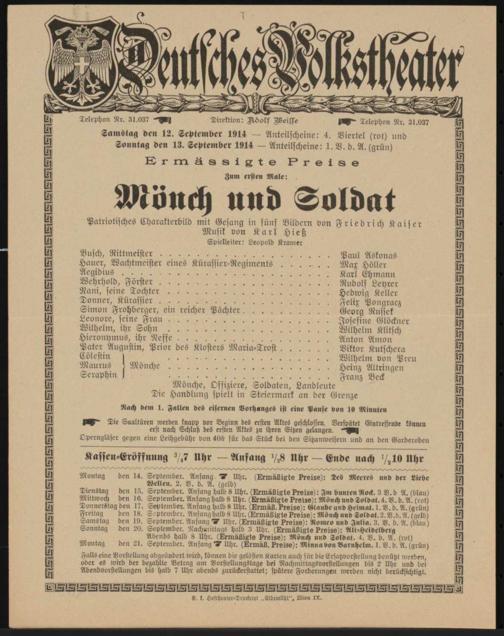 Deutsches Volkstheater
Telephon Nr. 31.037 Direktion: Adolf Weisse Telephon Nr. 31.037
Samstag den 12. September 1914 — Anteilscheine: 4. Viertel (rot) und
Sonntag den 13. September 1914 — Anteilscheine: 1. V. d. A. (grün)
Ermässigte Preise
Zum ersten Male:
Mönch und Soldat
Patriotisches Charakterbild mit Gesang in fünf Bildern von Friedrich Kaiser
Musik von Karl Hieß
Spielleiter: Leopold Kramer
Busch, Rittmeister . . . Paul Askonas
Hauer, Wachtmeister eines Kürassier-Regiments . . . Max Höller
Aegidius . . . Karl Ehmann
Wehrhold, Förster . . . Rudolf Leyrer
Nani, seine Tochter . . . Hedwig Keller
Donner, Kürassier . . . Felix Pongracz
Simon Frohberger, ein reicher Pächter . . . Georg Russek
Leonore, seine Frau . . . Josefine Glöckner
Wilhelm, ihr Sohn . . . Wilhelm Klitsch
Hieronymus, ihr Neffe . . . Anton Amon
Pater Augustin, Prior des Klosters Maria-Trost . . . Viktor Kutschera
Cölestin . . . Wilhelm von Preu
Maurus } Mönche . . . Heinz Altringen
Seraphin . . . Franz Beck
Mönche, Offiziere, Soldaten, Landleute
Die Handlung spielt in Steiermark an der Grenze
Nach dem 1. Fallen des eisernen Vorhanges ist eine Pause von 10 Minuten
Die Saaltüren werden knapp vor Beginn des ersten Aktes geschlossen. Verspätet Eintreffende können
erst nach Schluß des ersten Aktes zu ihren Sitzen gelangen.
Operngläser gegen eine Leihgebühr von 40h für das Stück bei den Sitzanweisern und an den Garderoben
Kassen-Eröffnung ³/₄7 Uhr — Anfang ½8 Uhr — Ende nach ½10 Uhr
Montag den 14. September. Anfang 7 Uhr. (Ermäßigte Preise): Des Meeres und der Liebe
Wellen. 2. V. d. A. (gelb)
Dienstag den 15. September. Anfang halb 8 Uhr. (Ermäßigte Preise): Im bunten Rock. 3. V. d. A. (blau)
Mittwoch den 16. September. Anfang halb 8 Uhr. (Ermäßigte Preise): Mönch und Soldat. 4. V. d. A. (rot)
Donnerstag den 17. September. Anfang halb 8 Uhr. (Ermäß. Preise): Glaube und Heimat. 1. V. d. A. (grün)
Freitag den 18. September. Anfang halb 8 Uhr. (Ermäßigte Preise): Mönch und Soldat. 2. V. d. A. (gelb)
Samstag den 19. September. Anfang 7 Uhr. (Ermäßigte Preise): Romeo und Julia. 3. V. d. A. (blau)
Sonntag den 20. September. Nachmittags halb 3 Uhr. (Ermäßigte Preise): Alt-Heidelberg
Abends halb 8 Uhr. (Ermäßigte Preise): Mönch und Soldat. 4. V. d. A. (rot)
Montag den 21. September. Anfang 7 Uhr. (Ermäßigte Preise): Minna von Barnhelm. 1. V. d. A. (grün)
Falls eine Vorstellung abgeändert wird, können die gelösten Karten auch für die Ersatzvorstellung benützt werden,
oder es wird der bezahlte Betrag am Vorstellungstage bei Nachmittagsvorstellungen bis 2 Uhr und bei
Abendvorstellungen bis halb 7 Uhr abends zurückerstattet; spätere Forderungen werden nicht berücksichtigt.
K. k. Hoftheater-Druckerei „Elbemühl“, Wien IX.